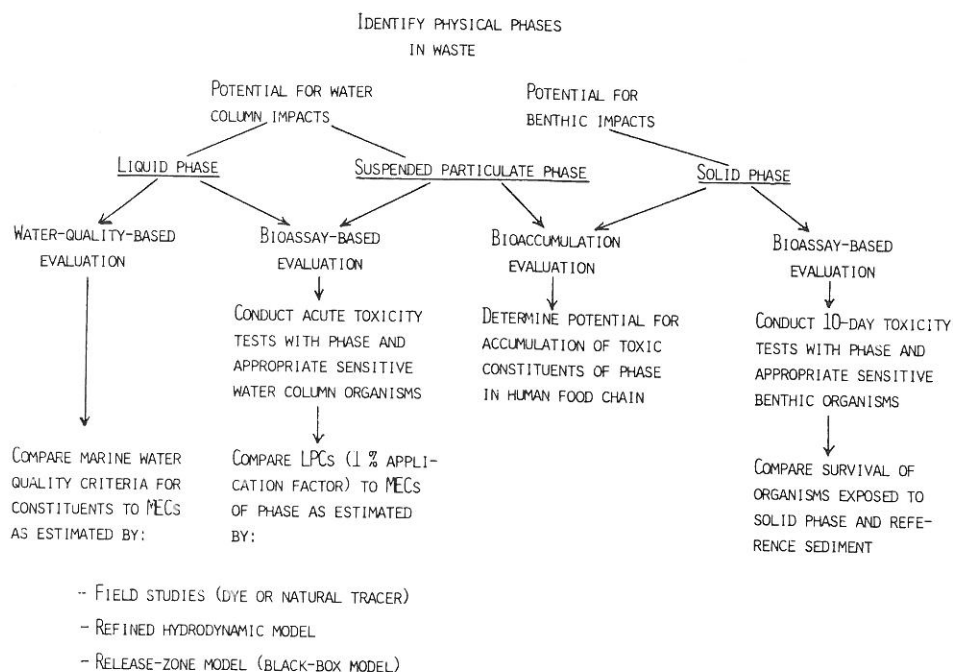 IDENTIFY PHYSICAL PHASES
IN WASTE
POTENTIAL FOR WATER
COLUMN IMPACTS
POTENTIAL FOR
BENTHIC IMPACTS
LIQUID PHASE
SUSPENDED PARTICULATE PHASE
SOLID PHASE
WATER-QUALITY-BASED
EVALUATION
BIOASSAY-BASED
EVALUATION
BIOACCUMULATION
EVALUATION
BIOASSAY-BASED
EVALUATION
CONDUCT ACUTE TOXICITY
TESTS WITH PHASE AND
APPROPRIATE SENSITIVE
WATER COLUMN ORGANISMS
DETERMINE POTENTIAL FOR
ACCUMULATION OF TOXIC
CONSTITUENTS OF PHASE
IN HUMAN FOOD CHAIN
CONDUCT 10-DAY TOXICITY
TESTS WITH PHASE AND
APPROPRIATE SENSITIVE
BENTHIC ORGANISMS
COMPARE MARINE WATER
QUALITY CRITERIA FOR
CONSTITUENTS TO MECS
AS ESTIMATED BY:
COMPARE LPCS (1 % APPLI-
CATION FACTOR) TO MECS
OF PHASE AS ESTIMATED
BY:
COMPARE SURVIVAL OF
ORGANISMS EXPOSED TO
SOLID PHASE AND REFE-
RENCE SEDIMENT
- FIELD STUDIES (DYE OR NATURAL TRACER)
- REFINED HYDRODYNAMIC MODEL
- RELEASE-ZONE MODEL (BLACK-BOX MODEL)